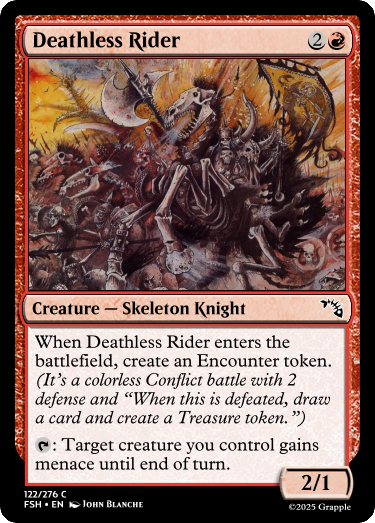 Deathless Rider 2
Creature — Skeleton Knight
When Deathless Rider enters the
battlefield, create an Encounter token.
(It's a colorless Conflict battle with 2
defense and “When this is defeated, draw
a card and create a Treasure token.”)
: Target creature you control gains
menace until end of turn.
2/1
122/276 C
FSH • EN John Blanche
©2025 Grapple